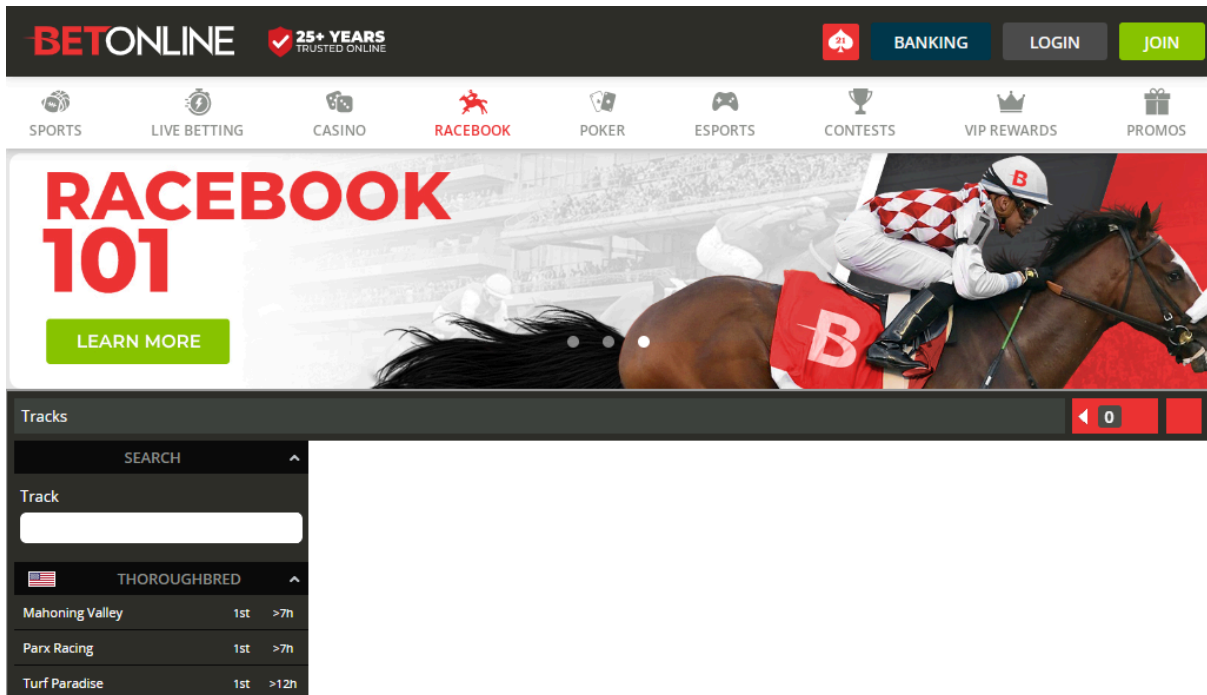 BETONLINE
25+ YEARS
TRUSTED ONLINE
21
BANKING
LOGIN
JOIN
SPORTS
LIVE BETTING
CASINO
RACEBOOK
POKER
ESPORTS
CONTESTS
VIP REWARDS
PROMOS
RACEBOOK
101
LEARN MORE
B
7
B
Tracks
0
SEARCH
Track
THOROUGHBRED
Mahoning Valley 1st >7h
Parx Racing 1st >7h
Turf Paradise 1st >12h